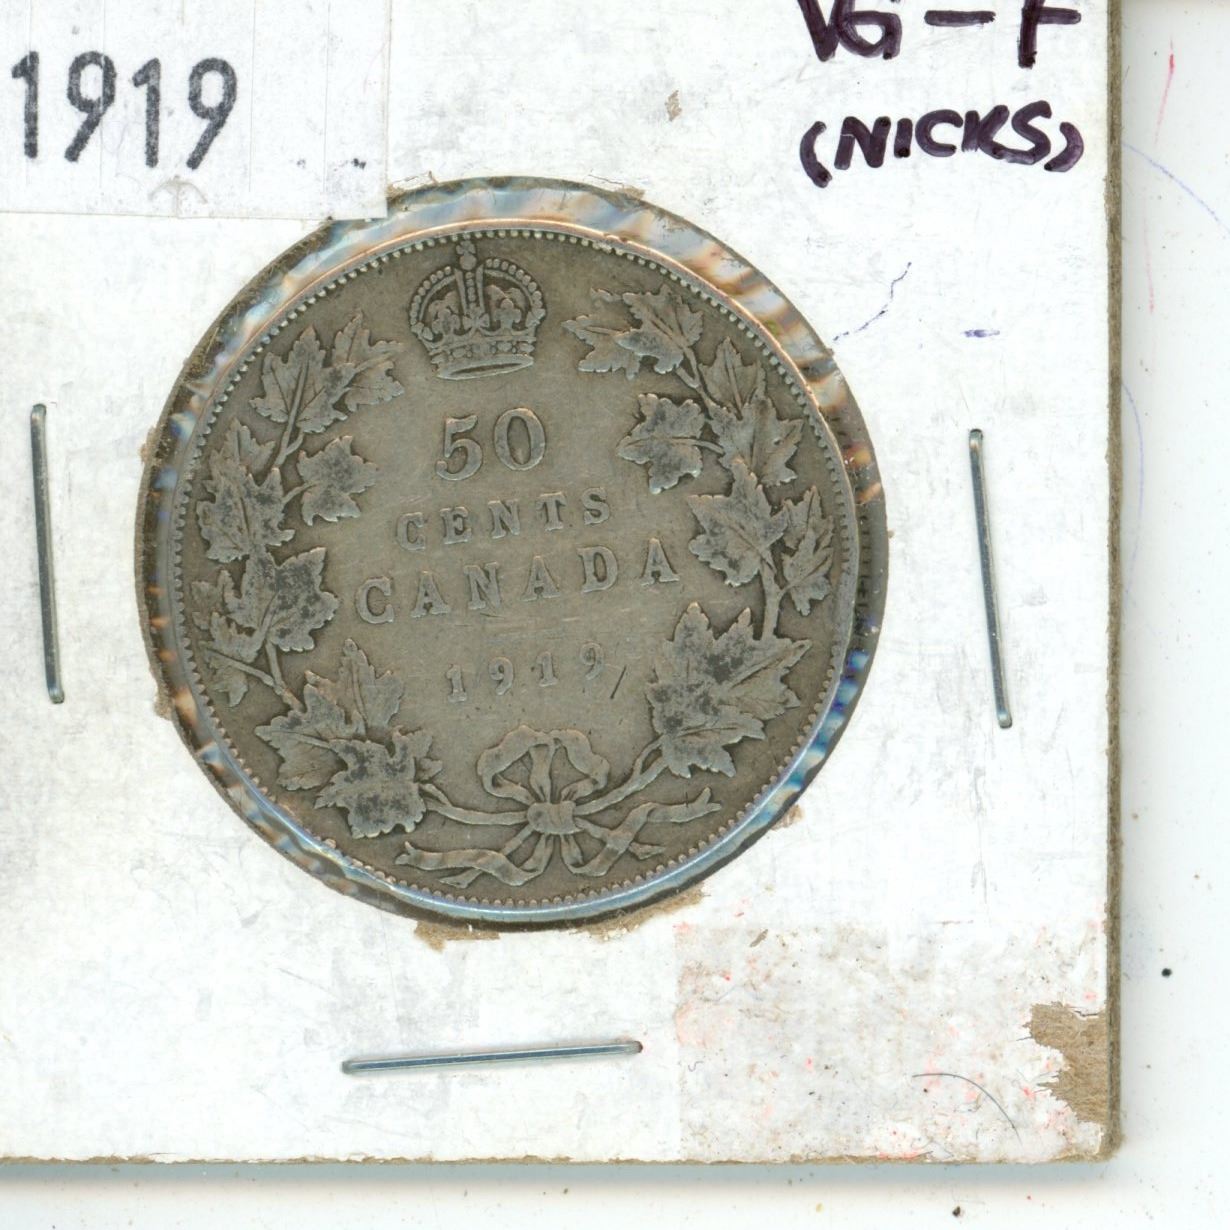 1919
VG-F
(NICKS)
50
CENTS
CANADA
1919